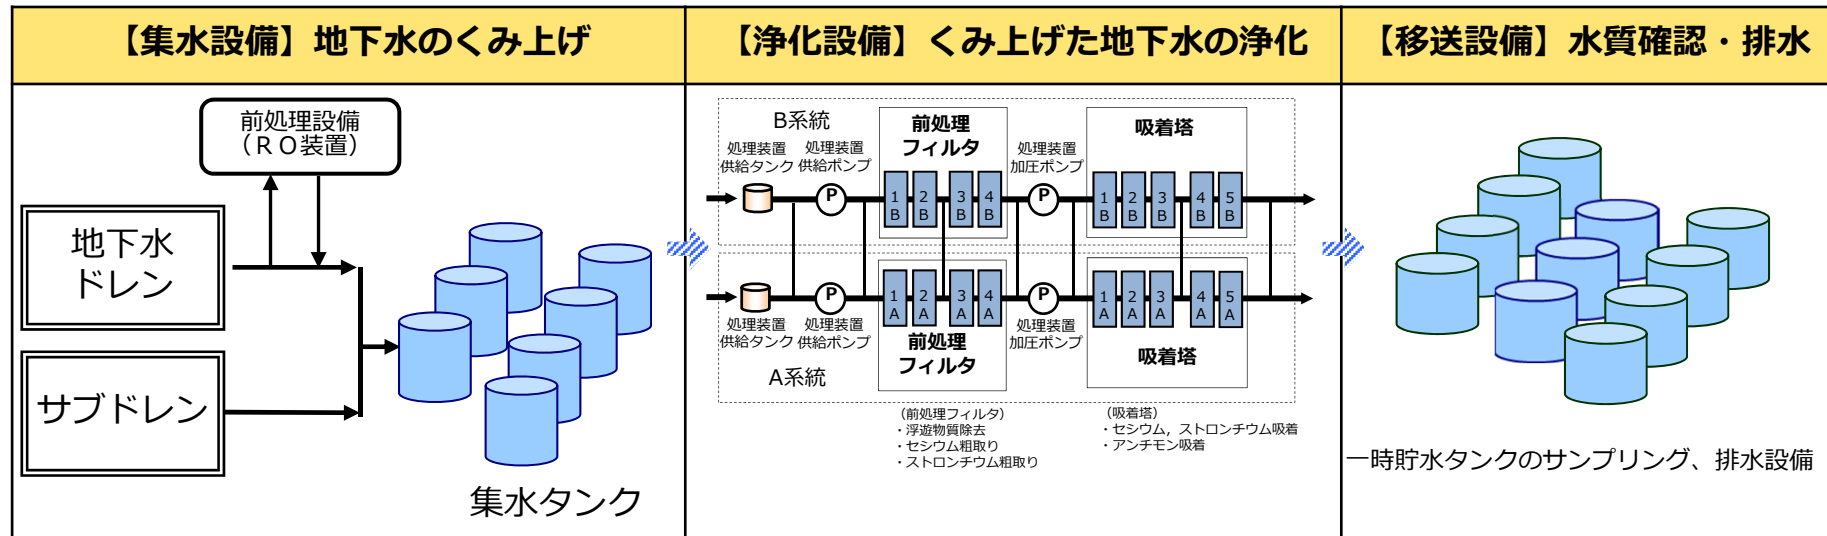 【集水設備】地下水のくみ上げ
前処理設備
（ＲＯ装置）
地下水
ドレン
サブドレン
集水タンク
【浄化設備】くみ上げた地下水の浄化
B系統
処理装置
供給タンク
処理装置
供給ポンプ
前処理
フィルタ
処理装置
加圧ポンプ
吸着塔
P
1B
2B
3B
4B
P
1B
2B
3B
4B
5B
P
1A
2A
3A
4A
P
1A
2A
3A
4A
5A
処理装置
供給タンク
処理装置
供給ポンプ
前処理
フィルタ
処理装置
加圧ポンプ
吸着塔
A系統
（前処理フィルタ）
・浮遊物質除去
・セシウム粗取り
・ストロンチウム粗取り
（吸着塔）
・セシウム，ストロンチウム吸着
・アンチモン吸着
【移送設備】水質確認・排水
一時貯水タンクのサンプリング、排水設備